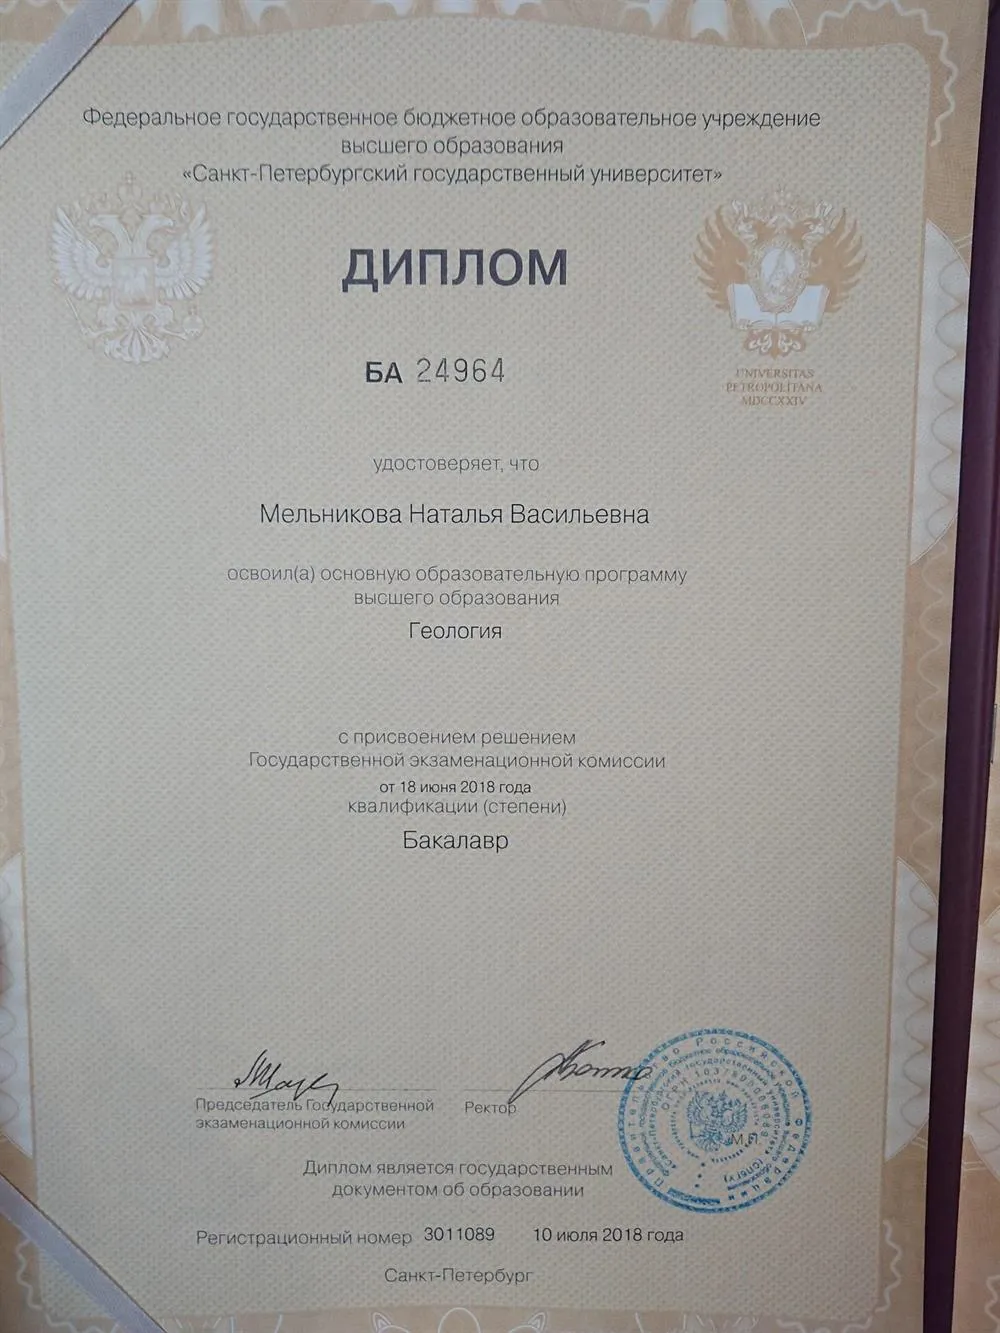 Федеральное государственное бюджетное образовательное учреждение
высшего образования
«Санкт-Петербургский государственный университет»
ДИПЛОМ
БА 24964
UNIVERSITAS
PETROPOLITANA
MDCCXXIV
удостоверяет, что
Мельникова Наталья Васильевна
освоил(а) основную образовательную программу
высшего образования
Геология
с присвоением решением
Государственной экзаменационной комиссии
от 18 июня 2018 года
квалификации (степени)
Бакалавр
Председатель Государственной
экзаменационной комиссии
Ректор
М.П.
Правительство Российской Федерации
Диплом является государственным
документом об образовании
Регистрационный номер 3011089 10 июля 2018 года
Санкт-Петербург